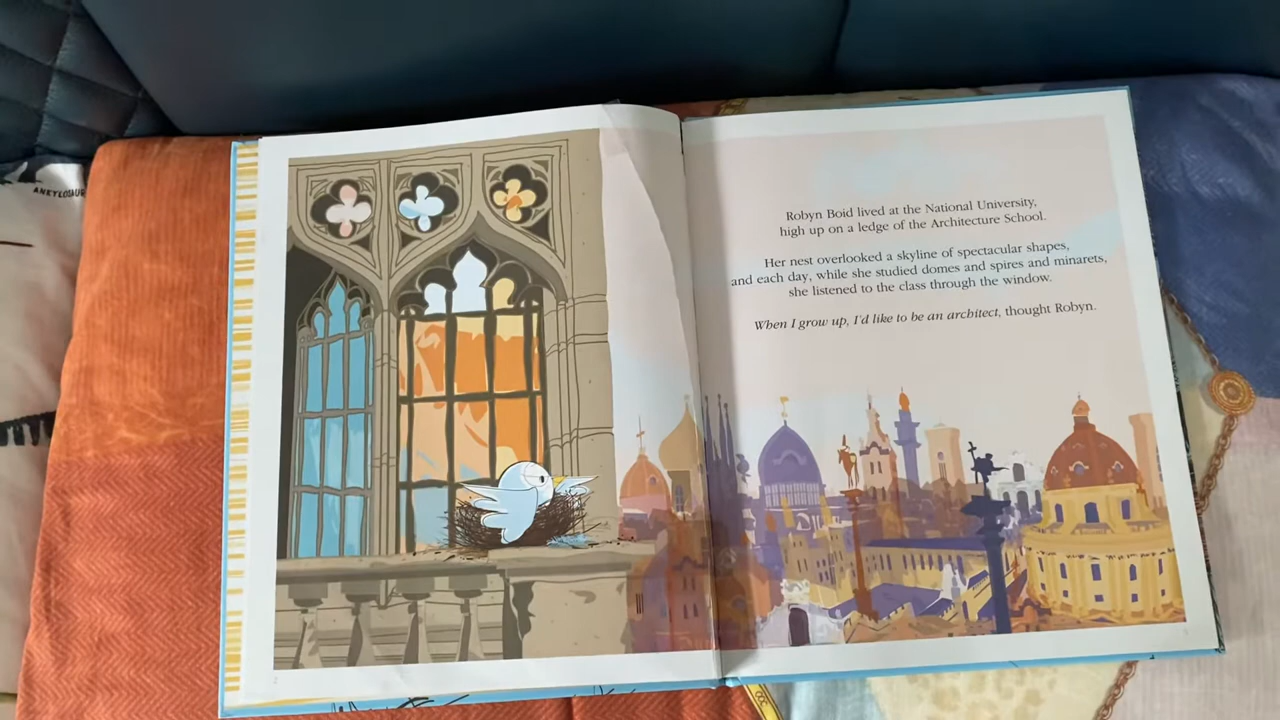 ANKYLOSAUR
Robyn Boid lived at the National University,
high up on a ledge of the Architecture School.
Her nest overlooked a skyline of spectacular shapes,
and each day, while she studied domes and spires and minarets,
she listened to the class through the window.
When I grow up, I'd like to be an architect, thought Robyn.
2